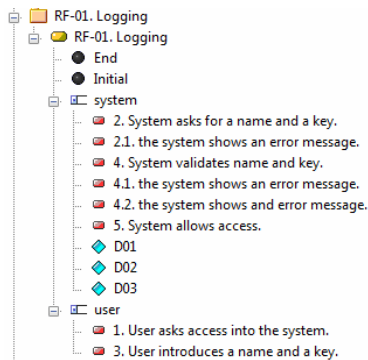 RF-01. Logging
RF-01. Logging
End
Initial
system
2. System asks for a name and a key.
2.1. the system shows an error message.
4. System validates name and key.
4.1. the system shows an error message.
4.2. the system shows and error message.
5. System allows access.
D01
D02
D03
user
1. User asks access into the system.
3. User introduces a name and a key.